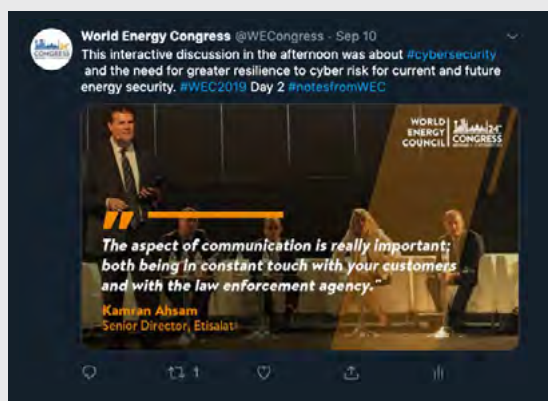 World Energy Congress @WECongress · Sep 10
This interactive discussion in the afternoon was about #cybersecurity
and the need for greater resilience to cyber risk for current and future
energy security. #WEC2019 Day 2 #notesfromWEC
WORLD
ENERGY
COUNCIL
24th
CONGRESS
"
The aspect of communication is really important;
both being in constant touch with your customers
and with the law enforcement agency."
Kamran Ahsam
Senior Director, Etisalat
1